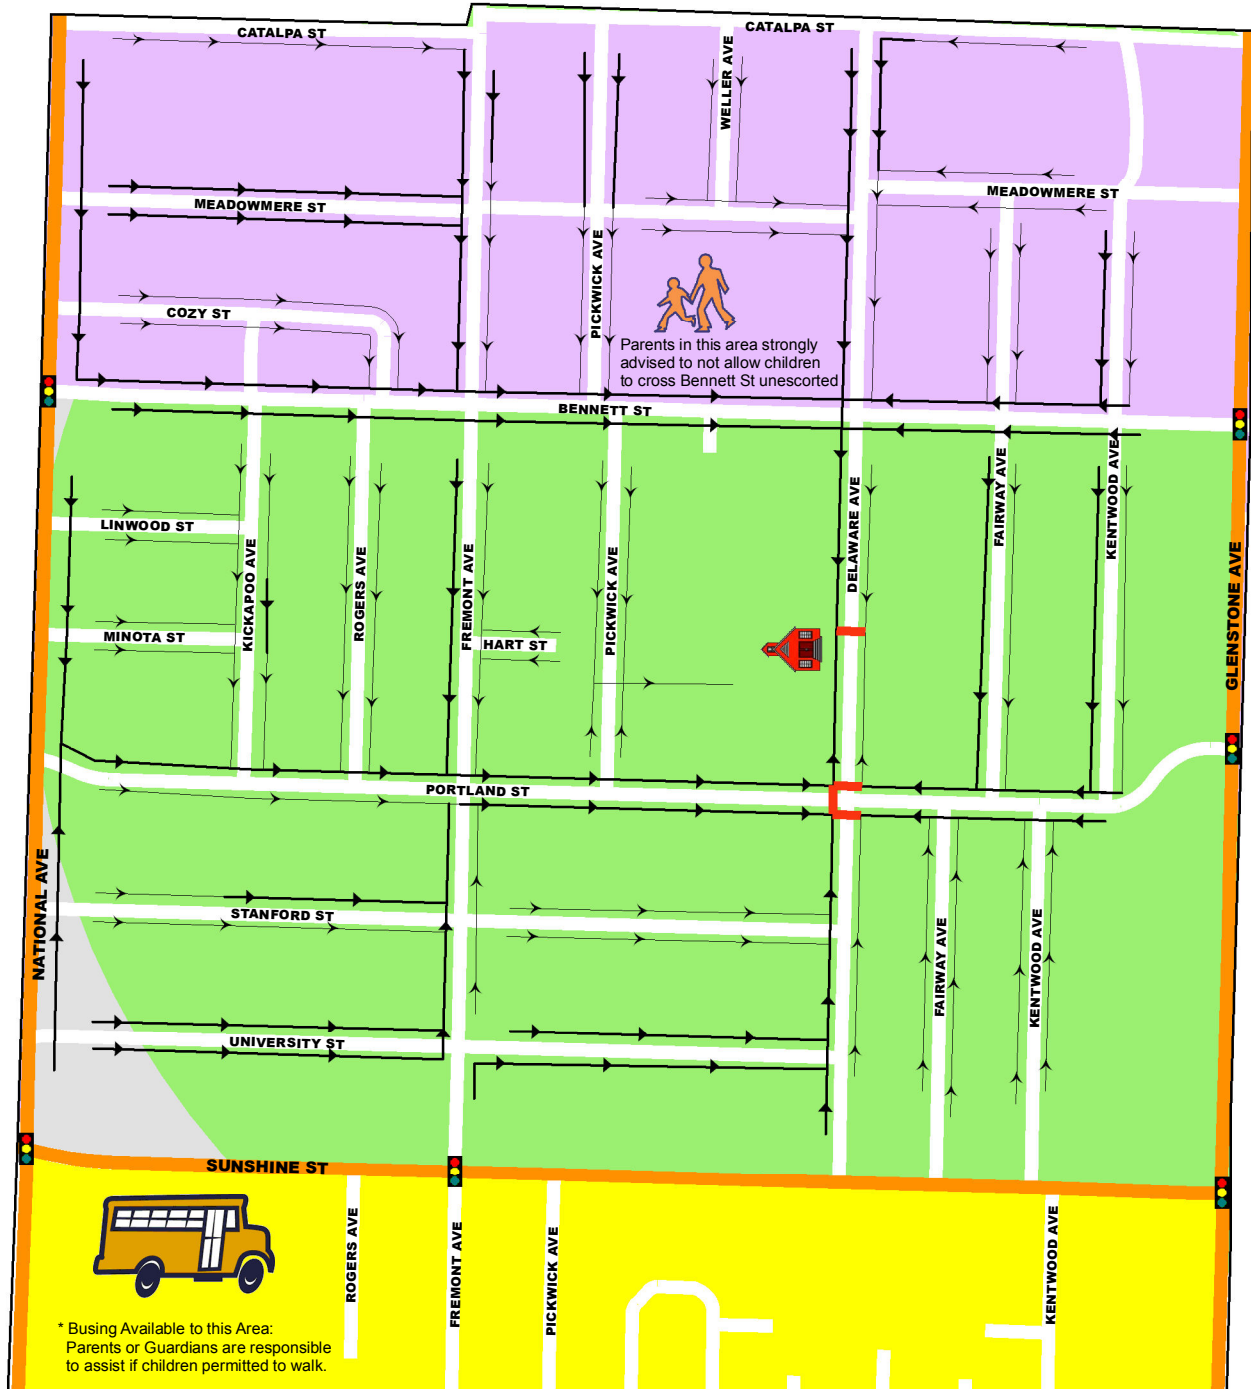 CATALPA ST
CATALPA ST
WELLER AVE
MEADOWMERE ST
MEADOWMERE ST
PICKWICK AVE
COZY ST
Parents in this area strongly
advised to not allow children
to cross Bennett St unescorted
BENNETT ST
LINWOOD ST
KICKAPOO AVE
ROGERS AVE
FREMONT AVE
PICKWICK AVE
DELAWARE AVE
FAIRWAY AVE
KENTWOOD AVE
GLENSTONE AVE
MINOTA ST
HART ST
PORTLAND ST
NATIONAL AVE
STANFORD ST
FAIRWAY AVE
KENTWOOD AVE
UNIVERSITY ST
SUNSHINE ST
ROGERS AVE
FREMONT AVE
PICKWICK AVE
KENTWOOD AVE
* Busing Available to this Area:
Parents or Guardians are responsible
to assist if children permitted to walk.